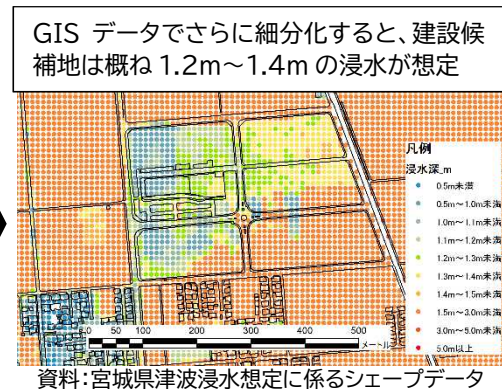 GIS データでさらに細分化すると、建設候
補地は概ね 1.2m～1.4m の浸水が想定
凡例
浸水深_m
0.5m未満
0.5m～1.0m未満
1.0m～1.1m未満
1.1m～1.2m未満
1.2m～1.3m未満
1.3m～1.4m未満
1.4m～1.5m未満
1.5m～3.0m未満
3.0m～5.0m未満
5.0m以上
0 50 100 200 300 400 500
メートル
資料：宮城県津波浸水想定に係るシェープデータ